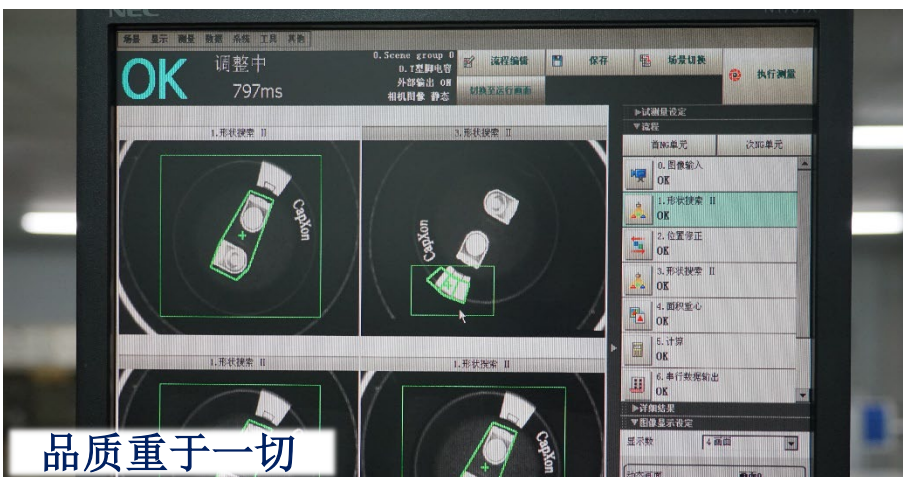 NEC
场景 显示 测量 数据 系统 工具 其他
OK
调整中
797ms
0.Scene group 0
0.T型脚电容
外部输出 ON
相机图像 静态
流程编辑
保存
场景切换
执行测量
切换至运行画面
▶试测量设定
▼流程
首NG单元
次NG单元
0.图像输入
OK
1.形状搜索 II
OK
2.位置修正
OK
3.形状搜索 II
OK
4.面积重心
OK
5.计算
OK
6.串行数据输出
OK
▶详细结果
▼图像显示设定
显示数
4画面
1.形状搜索 II
3.形状搜索 II
CapXon
CapXon
1.形状搜索 II
1.形状搜索 II
CapXon
品质重于一切